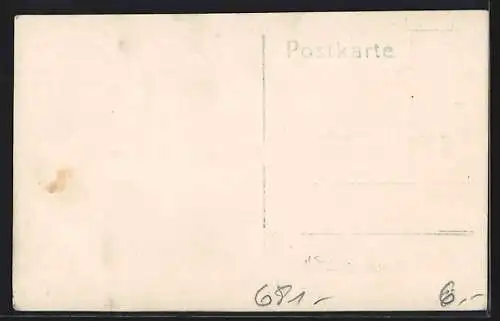 Postkarte
681,-
6,-